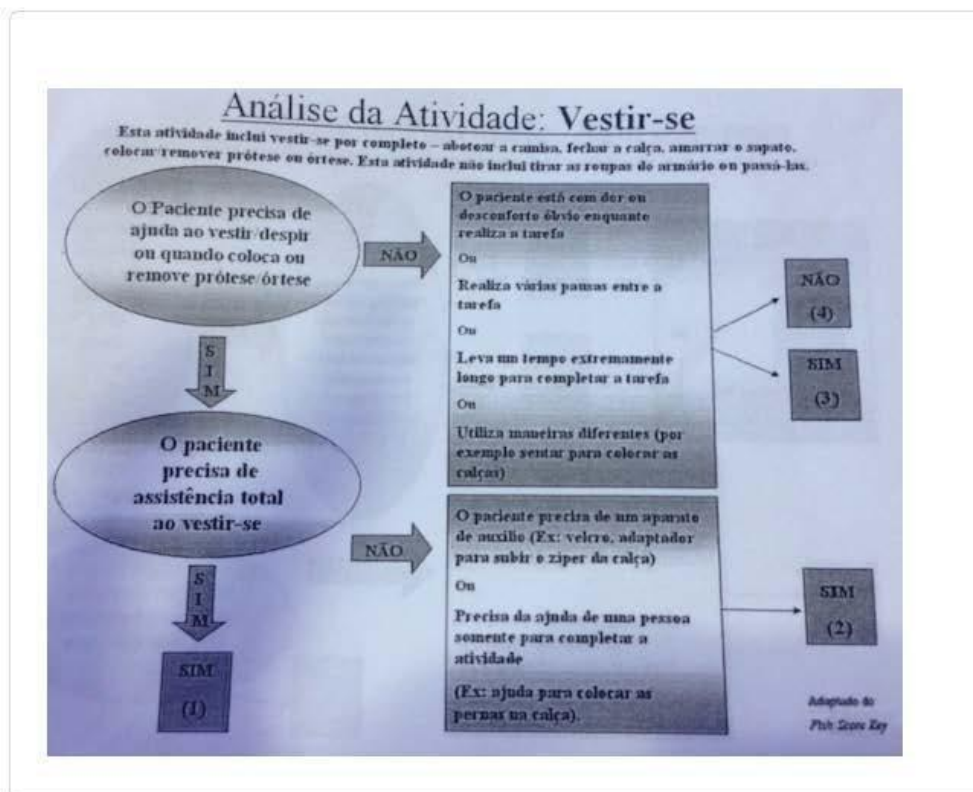 Análise da Atividade: Vestir-se
Esta atividade inclui vestir-se por completo – abotoar a camisa, fechar a calça, amarrar o sapato,
colocar/remover prótese ou órtese. Esta atividade não inclui tirar as roupas do armário ou passá-las.
O Paciente precisa de
ajuda ao vestir/despir
ou quando coloca ou
remove prótese/órtese
NÃO
O paciente está com dor ou
desconforto óbvio enquanto
realiza a tarefa
Ou
Realiza várias pausas entre a
tarefa
Ou
Leva um tempo extremamente
longo para completar a tarefa
Ou
Utiliza maneiras diferentes (por
exemplo sentar para colocar as
calças)
NÃO
(4)
SIM
(3)
S
I
M
O paciente
precisa de
assistência total
ao vestir-se
NÃO
O paciente precisa de um aparato
de auxílio (Ex: velcro, adaptador
para subir o zíper da calça)
Ou
Precisa da ajuda de uma pessoa
somente para completar a
atividade
(Ex: ajuda para colocar as
pernas na calça).
SIM
(2)
S
I
M
SIM
(1)
Adaptado do
Fish Score Key